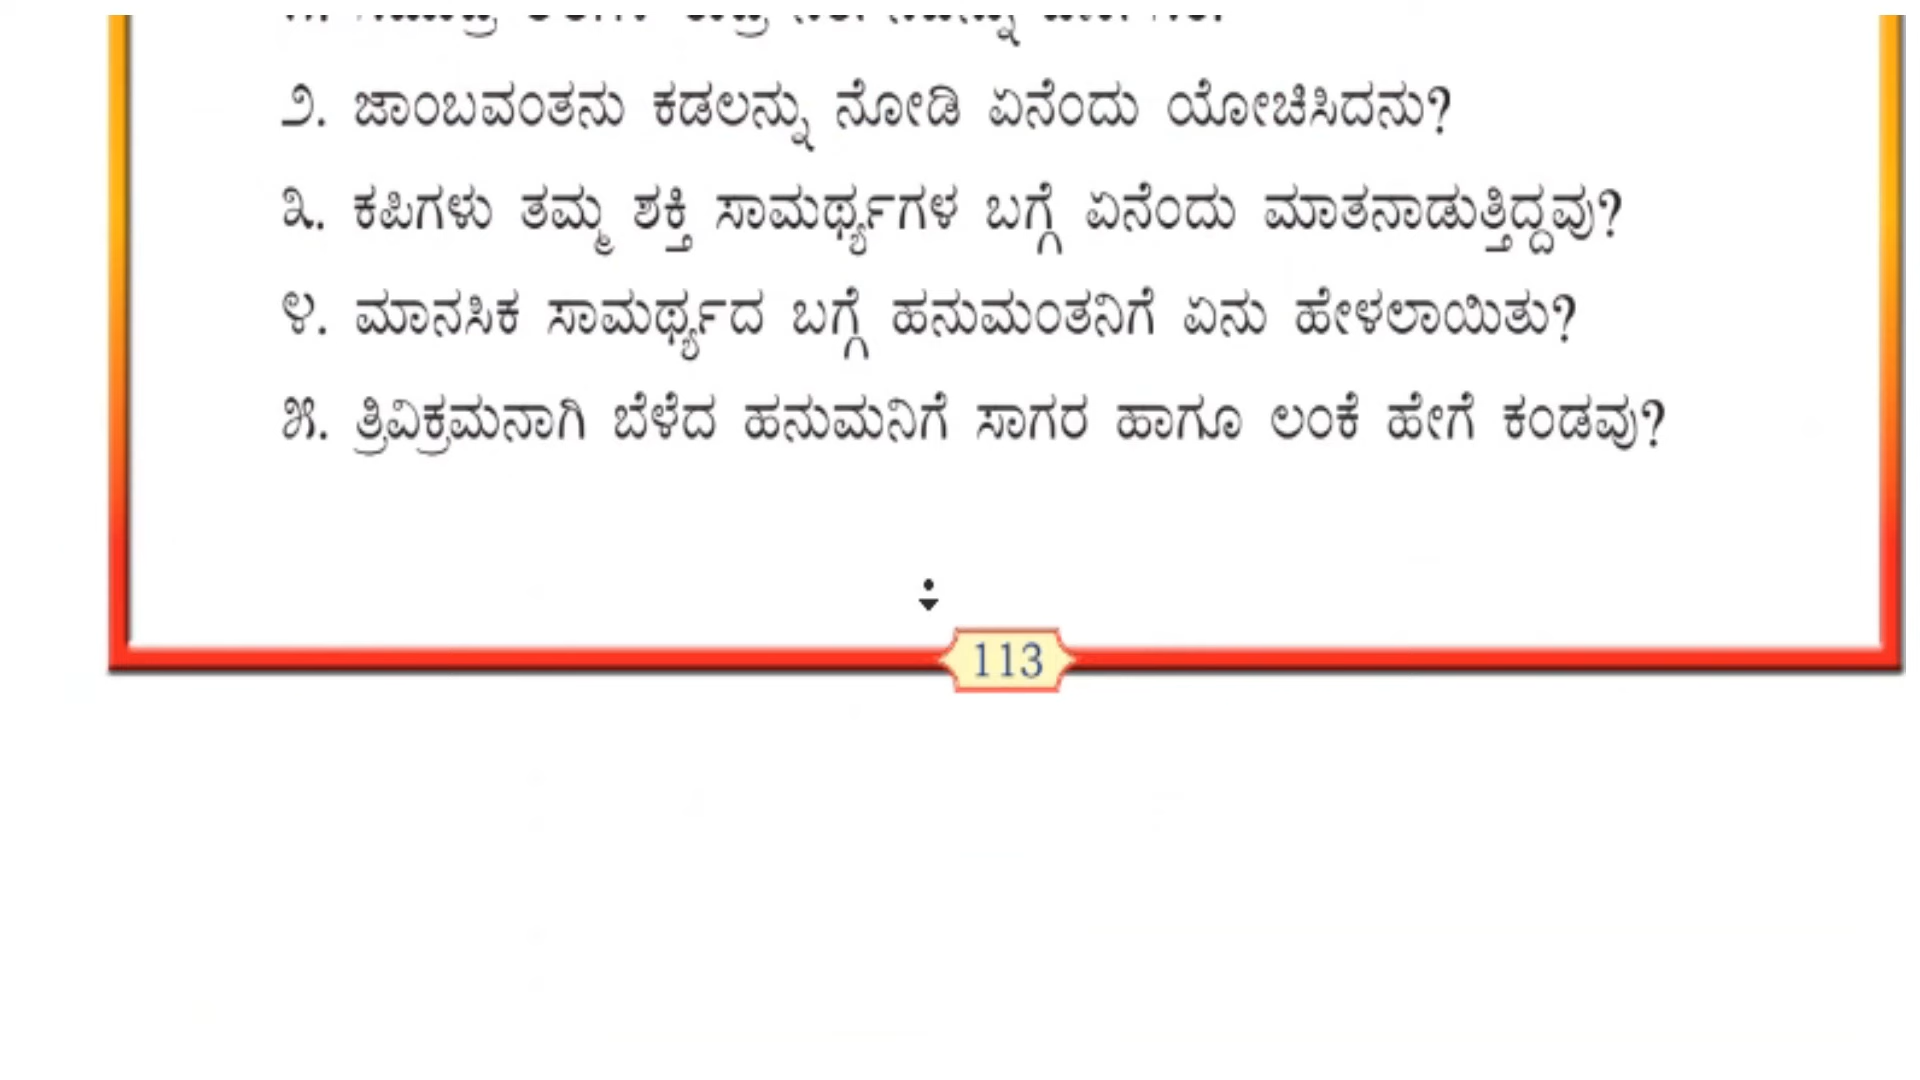 ೨. ಜಾಂಬವಂತನು ಕಡಲನ್ನು ನೋಡಿ ಏನೆಂದು ಯೋಚಿಸಿದನು?
೩. ಕಪಿಗಳು ತಮ್ಮ ಶಕ್ತಿ ಸಾಮರ್ಥ್ಯಗಳ ಬಗ್ಗೆ ಏನೆಂದು ಮಾತನಾಡುತ್ತಿದ್ದವು?
೪. ಮಾನಸಿಕ ಸಾಮರ್ಥ್ಯದ ಬಗ್ಗೆ ಹನುಮಂತನಿಗೆ ಏನು ಹೇಳಲಾಯಿತು?
೫. ತ್ರಿವಿಕ್ರಮನಾಗಿ ಬೆಳೆದ ಹನುಮನಿಗೆ ಸಾಗರ ಹಾಗೂ ಲಂಕೆ ಹೇಗೆ ಕಂಡವು?
113